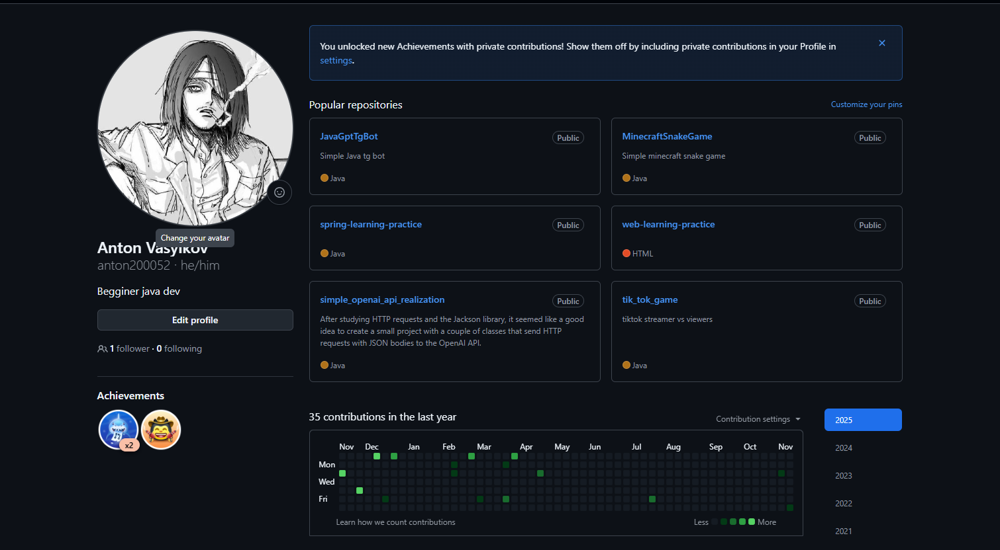 You unlocked new Achievements with private contributions! Show them off by including private contributions in your Profile in
settings.
Change your avatar
Anton Vasylkov
anton200052 · he/him
Begginer java dev
Edit profile
1 follower · 0 following
Achievements
x2
Popular repositories
Customize your pins
JavaGptTgBot
Public
Simple Java tg bot
Java
MinecraftSnakeGame
Public
Simple minecraft snake game
Java
spring-learning-practice
Public
Java
web-learning-practice
Public
HTML
simple_openai_api_realization
Public
After studying HTTP requests and the Jackson library, it seemed like a good
idea to create a small project with a couple of classes that send HTTP
requests with JSON bodies to the OpenAI API.
Java
tik_tok_game
Public
tiktok streamer vs viewers
Java
35 contributions in the last year
Contribution settings
Nov Dec Jan Feb Mar Apr May Jun Jul Aug Sep Oct Nov
Mon
Wed
Fri
Learn how we count contributions
Less
More
2025
2024
2023
2022
2021